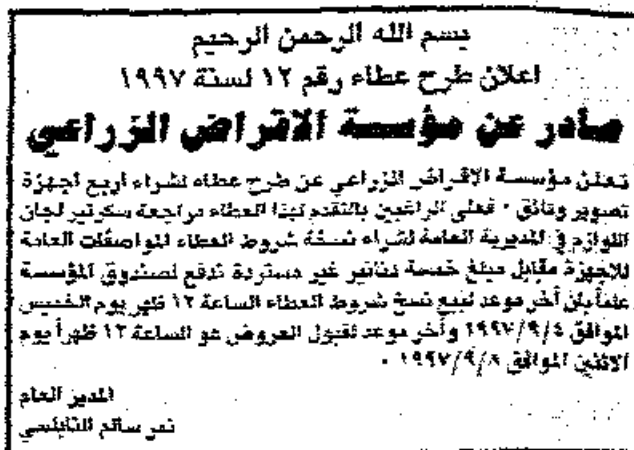 بسم الله الرحمن الرحيم
اعلان طرح عطاء رقم ١٢ لسنة ١٩٩٧
صادر عن مؤسسة الاقراض الزراعي
تعلن مؤسسة الاقراض الزراعي عن طرح عطاء لشراء اربع اجهزة
تصوير وثائق ٠ فعلى الراغبين بالتقدم لهذا العطاء مراجعة سكرتير لجان
اللوازم في المديرية العامة لشراء نسخة شروط العطاء المواصفات العامة
للاجهزة مقابل مبلغ خمسة دنانير غير مستردة تدفع لصندوق المؤسسة
علماً بان آخر موعد لبيع نسخ شروط العطاء الساعة ١٢ ظهر يوم الخميس
الموافق ١٩٩٧/٩/٤ وآخر موعد لقبول العروض هو الساعة ١٢ ظهراً يوم
الاثنين الموافق ١٩٩٧/٩/٨ ٠
المدير العام
نمر سالم النابلسي